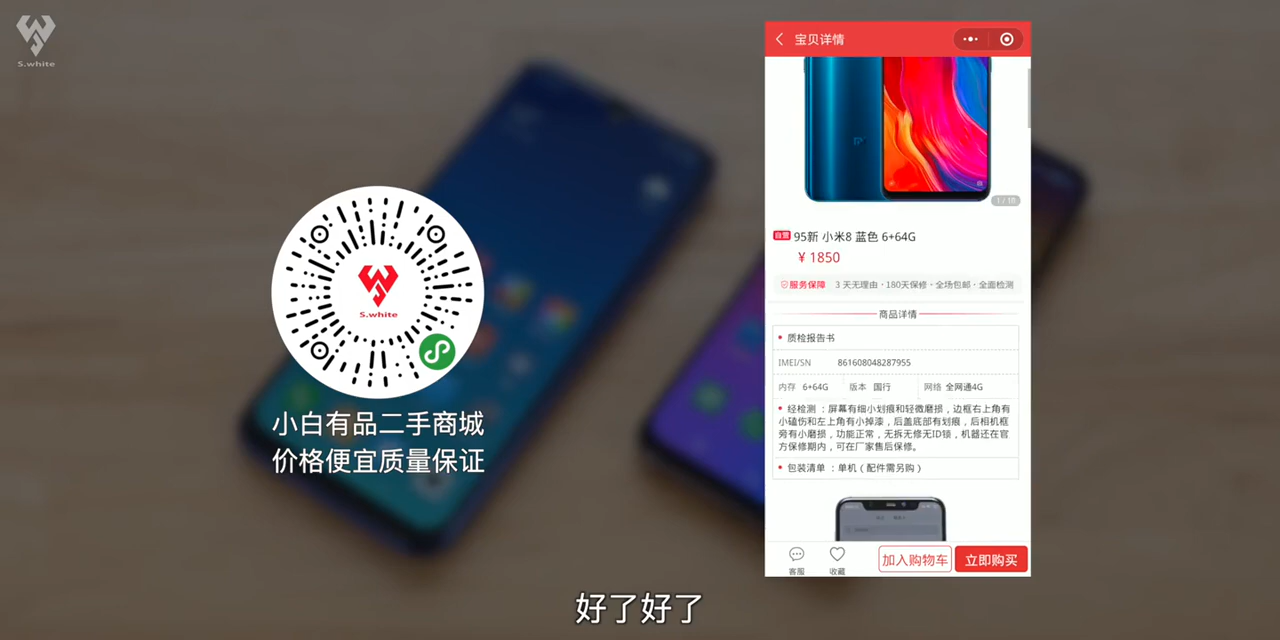 S.white
宝贝详情
1 / 18
自营 95新 小米8 蓝色 6+64G
¥ 1850
服务保障 3 天无理由·180天保修·全场包邮·全面检测
商品详情
质检报告书
IMEI/SN 861608048287955
内存 6+64G 版本 国行 网络 全网通4G
经检测 ：屏幕有细小划痕和轻微磨损，边框右上角有
小磕伤和左上角有小掉漆，后盖底部有划痕，后相机框
旁有小磨损，功能正常，无拆无修无ID锁，机器还在官
方保修期内，可在厂家售后保修。
包装清单 ：单机（配件需另购）
客服 收藏 加入购物车 立即购买
S.white
小白有品二手商城
价格便宜质量保证
好了好了